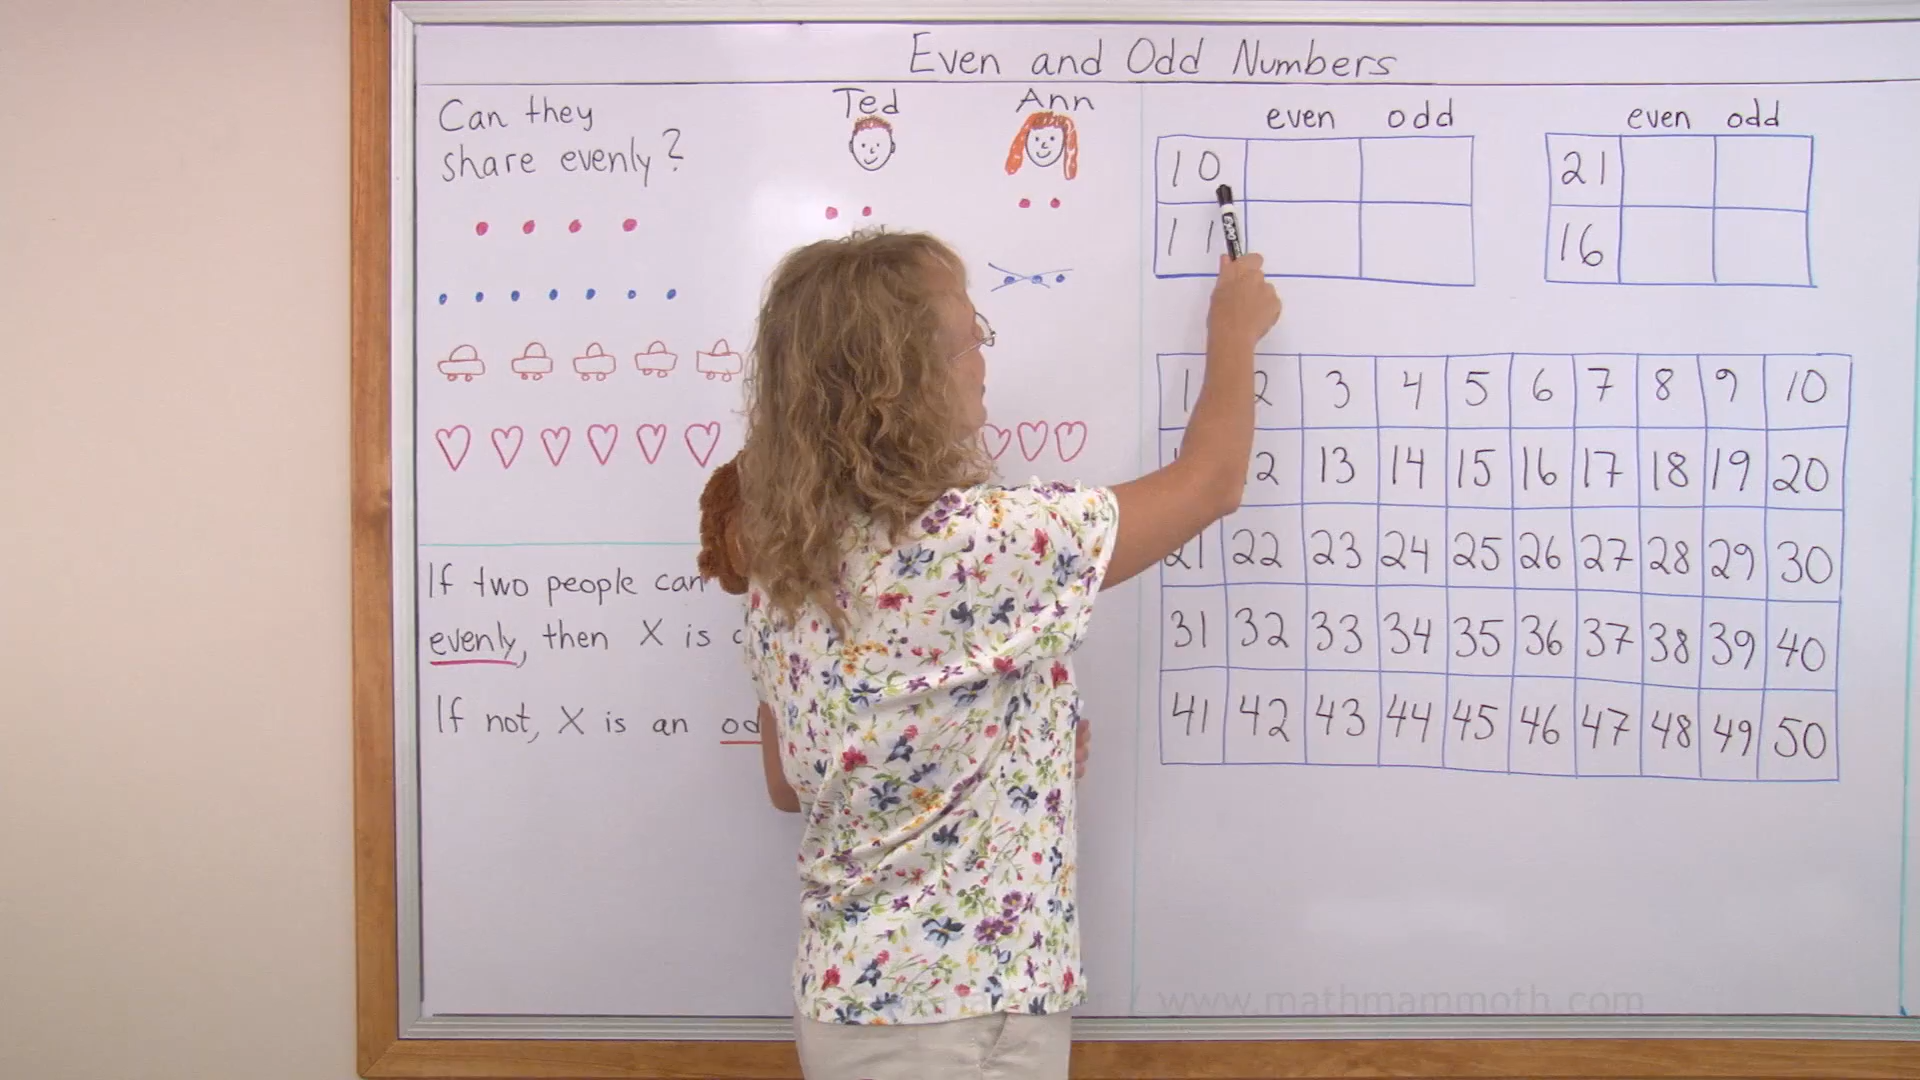 Even and Odd Numbers
Can they
share evenly?
Ted
Ann
even odd
10
11
even odd
21
16
1 2 3 4 5 6 7 8 9 10
12 13 14 15 16 17 18 19 20
21 22 23 24 25 26 27 28 29 30
31 32 33 34 35 36 37 38 39 40
41 42 43 44 45 46 47 48 49 50
If two people can
evenly, then X is
If not, X is an
www.mathmammoth.com